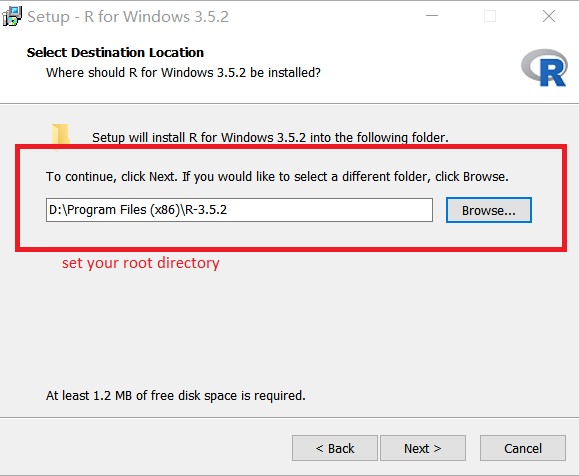 Setup - R for Windows 3.5.2
Select Destination Location
Where should R for Windows 3.5.2 be installed?
R
Setup will install R for Windows 3.5.2 into the following folder.
To continue, click Next. If you would like to select a different folder, click Browse.
D:\Program Files (x86)\R-3.5.2
Browse...
set your root directory
At least 1.2 MB of free disk space is required.
< Back
Next >
Cancel